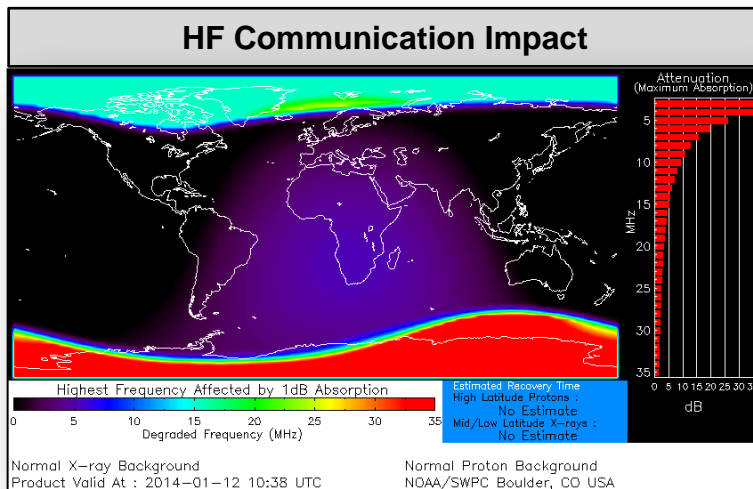 HF Communication Impact
Attenuation
(Maximum Absorption)
5
10
15
20
25
30
35
MHz
0 5 10 15 20 25 30 3
dB
Highest Frequency Affected by 1dB Absorption
0 5 10 15 20 25 30 35
Degraded Frequency (MHz)
Estimated Recovery Time
High Latitude Protons :
No Estimate
Mid/Low Latitude X-rays :
No Estimate
Normal X-ray Background
Product Valid At : 2014-01-12 10:38 UTC
Normal Proton Background
NOAA/SWPC Boulder, CO USA